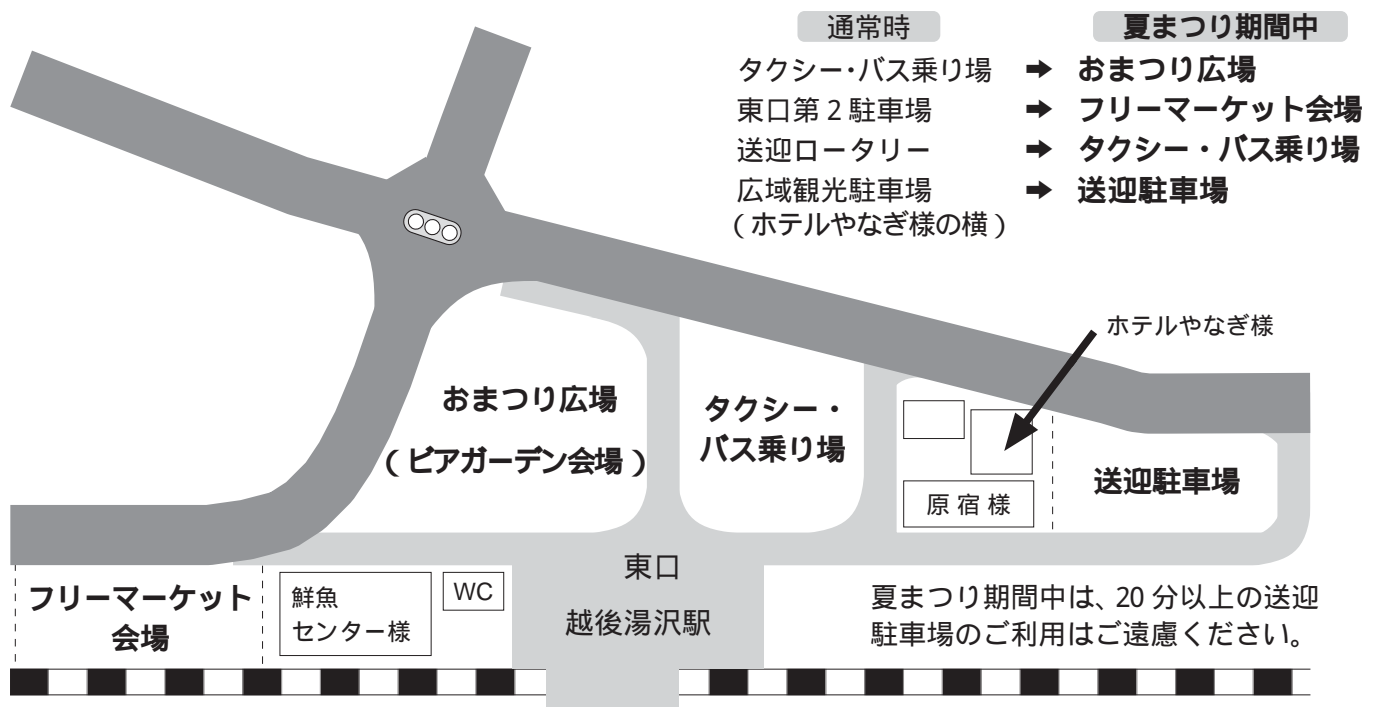 通常時 夏まつり期間中
タクシー・バス乗り場 ➡ おまつり広場
東口第2駐車場 ➡ フリーマーケット会場
送迎ロータリー ➡ タクシー・バス乗り場
広域観光駐車場 ➡ 送迎駐車場
(ホテルやなぎ様の横)
ホテルやなぎ様
おまつり広場
(ビアガーデン会場)
タクシー・
バス乗り場
送迎駐車場
原宿様
東口
越後湯沢駅
フリーマーケット
会場
鮮魚
センター様
WC
夏まつり期間中は、20分以上の送迎
駐車場のご利用はご遠慮ください。